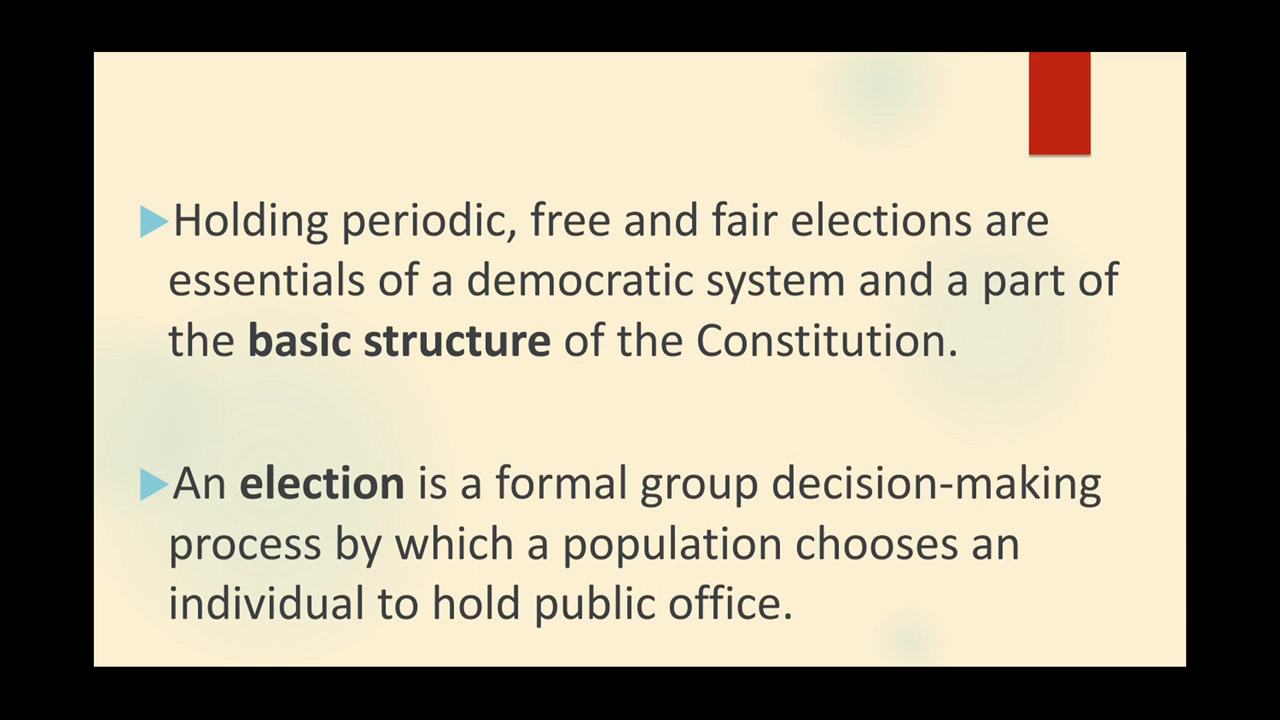 Holding periodic, free and fair elections are
essentials of a democratic system and a part of
the basic structure of the Constitution.
An election is a formal group decision-making
process by which a population chooses an
individual to hold public office.